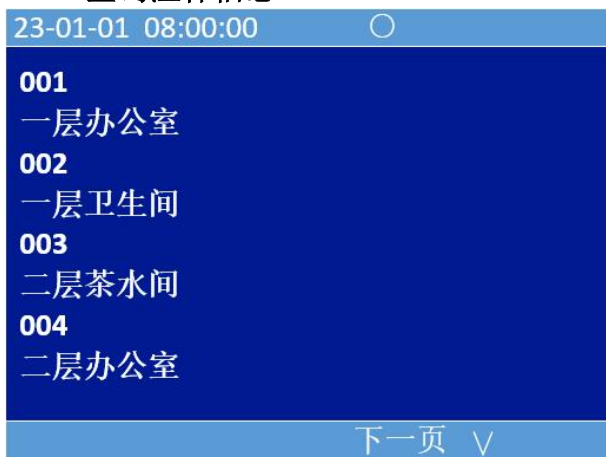 23-01-01 08:00:00 ○
001
一层办公室
002
一层卫生间
003
二层茶水间
004
二层办公室
下一页 ∨